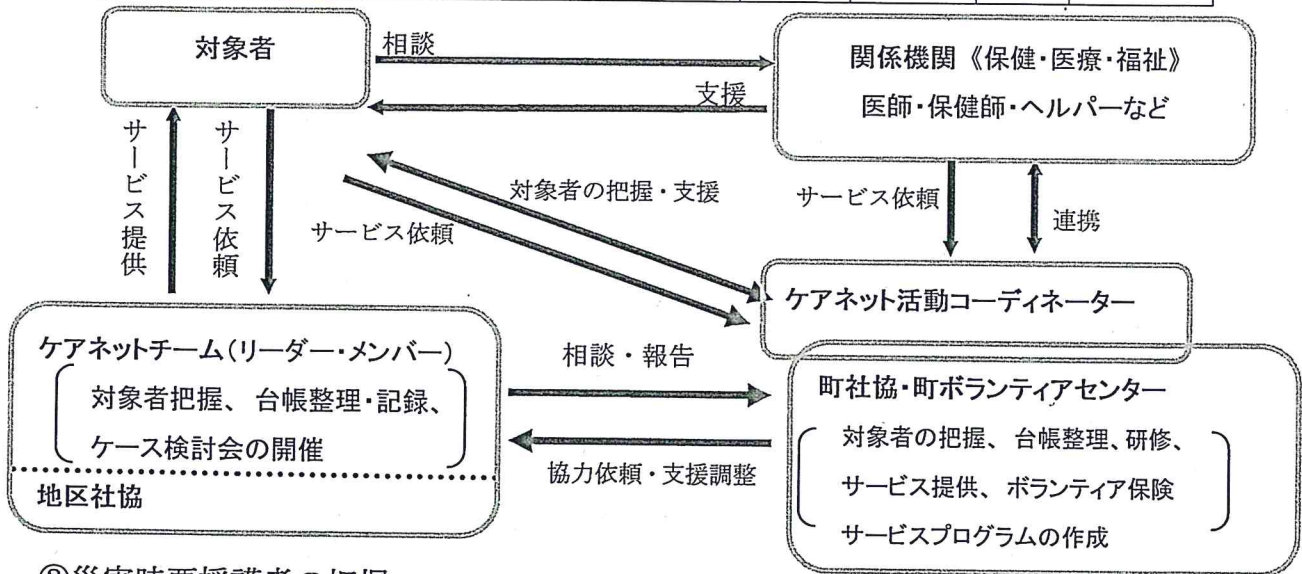 対象者
相談
関係機関《保健・医療・福祉》
医師・保健師・ヘルパーなど
支援
サービス提供
サービス依頼
対象者の把握・支援
サービス依頼
サービス依頼
連携
ケアネット活動コーディネーター
ケアネットチーム(リーダー・メンバー)
対象者把握、台帳整理・記録、
ケース検討会の開催
地区社協
相談・報告
協力依頼・支援調整
町社協・町ボランティアセンター
対象者の把握、台帳整理、研修、
サービス提供、ボランティア保険
サービスプログラムの作成